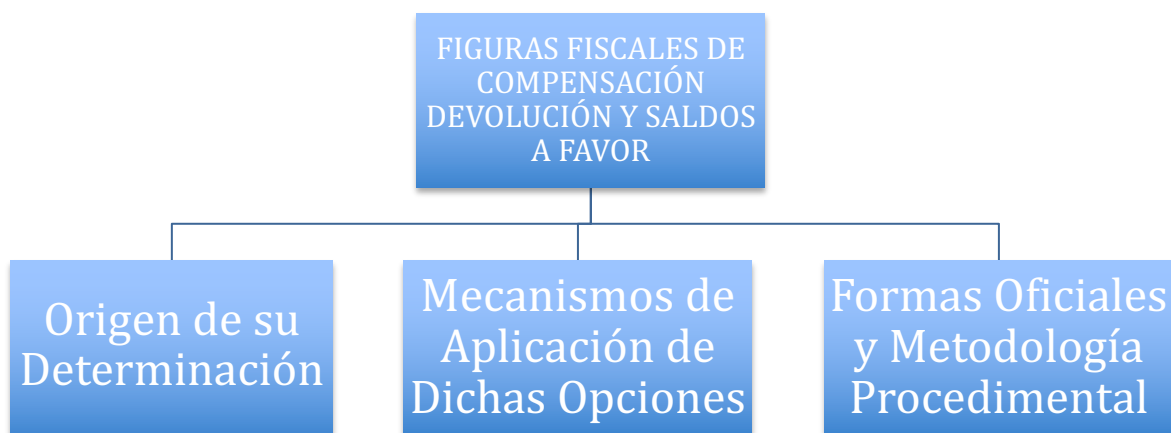 FIGURAS FISCALES DE
COMPENSACIÓN
DEVOLUCIÓN Y SALDOS
A FAVOR
Origen de su
Determinación
Mecanismos de
Aplicación de
Dichas Opciones
Formas Oficiales
y Metodología
Procedimental